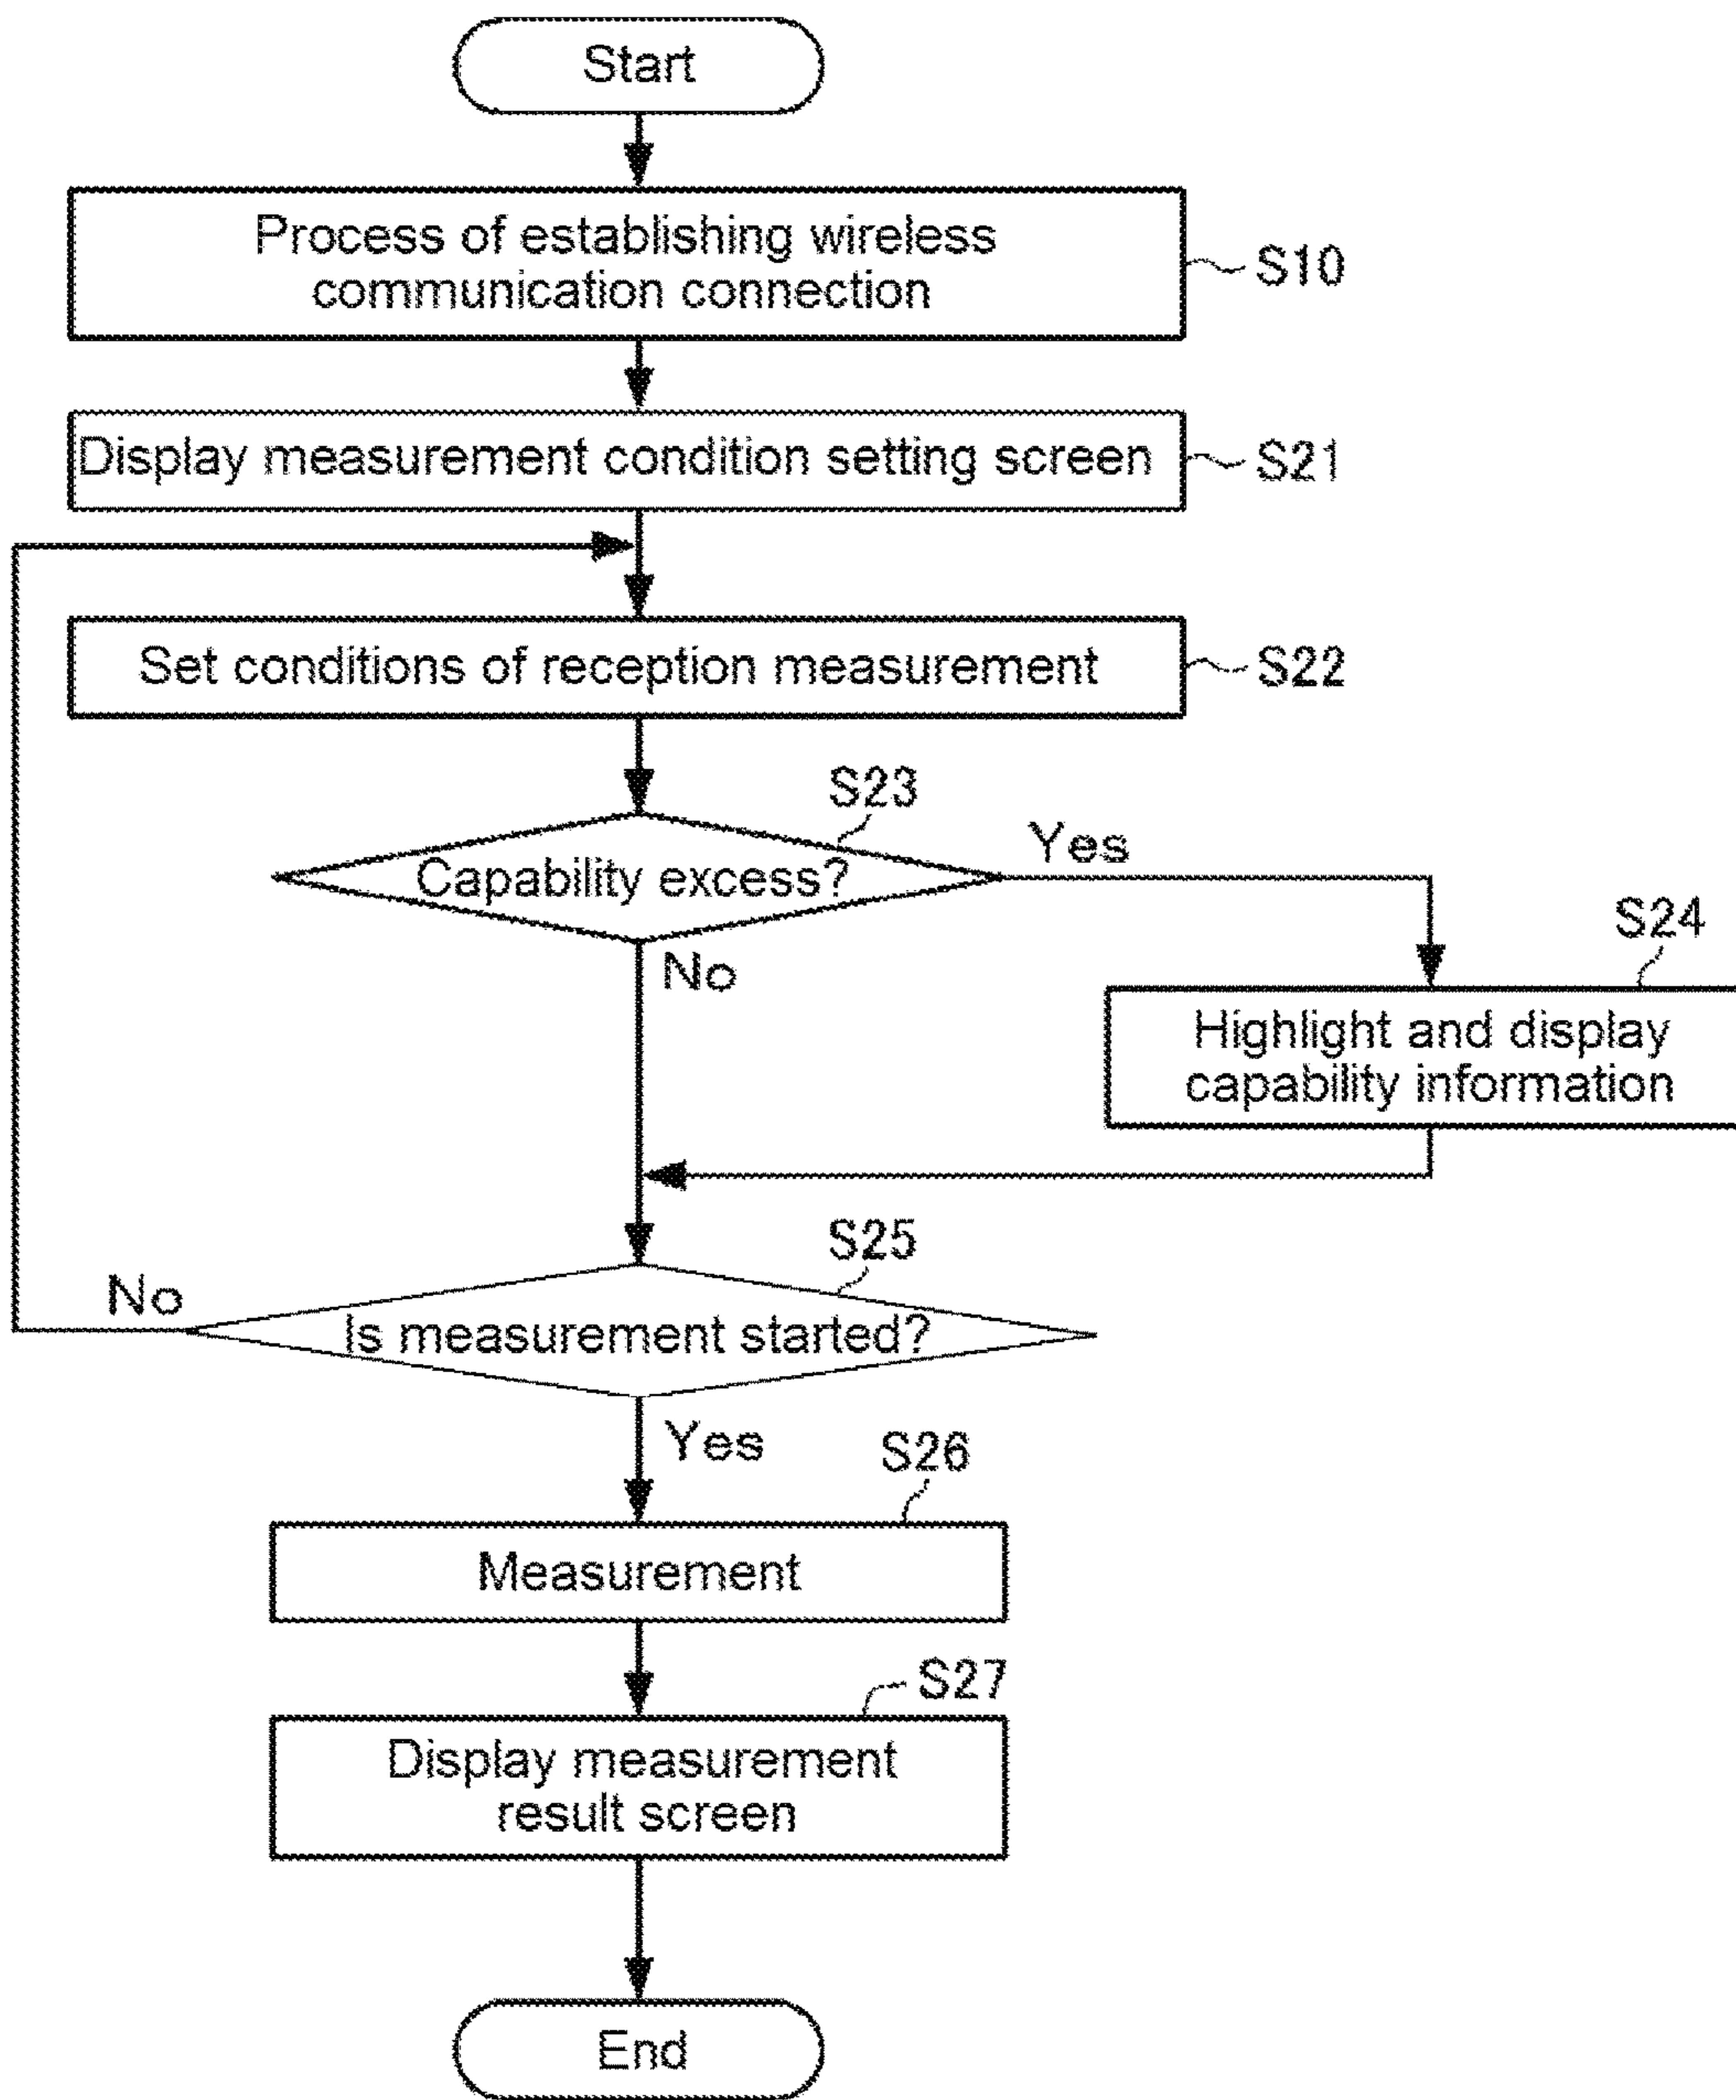 Start
Process of establishing wireless
communication connection
S10
Display measurement condition setting screen
S21
Set conditions of reception measurement
S22
S23
Capability excess?
Yes
No
S24
Highlight and display
capability information
S25
No
Is measurement started?
Yes
S26
Measurement
S27
Display measurement
result screen
End